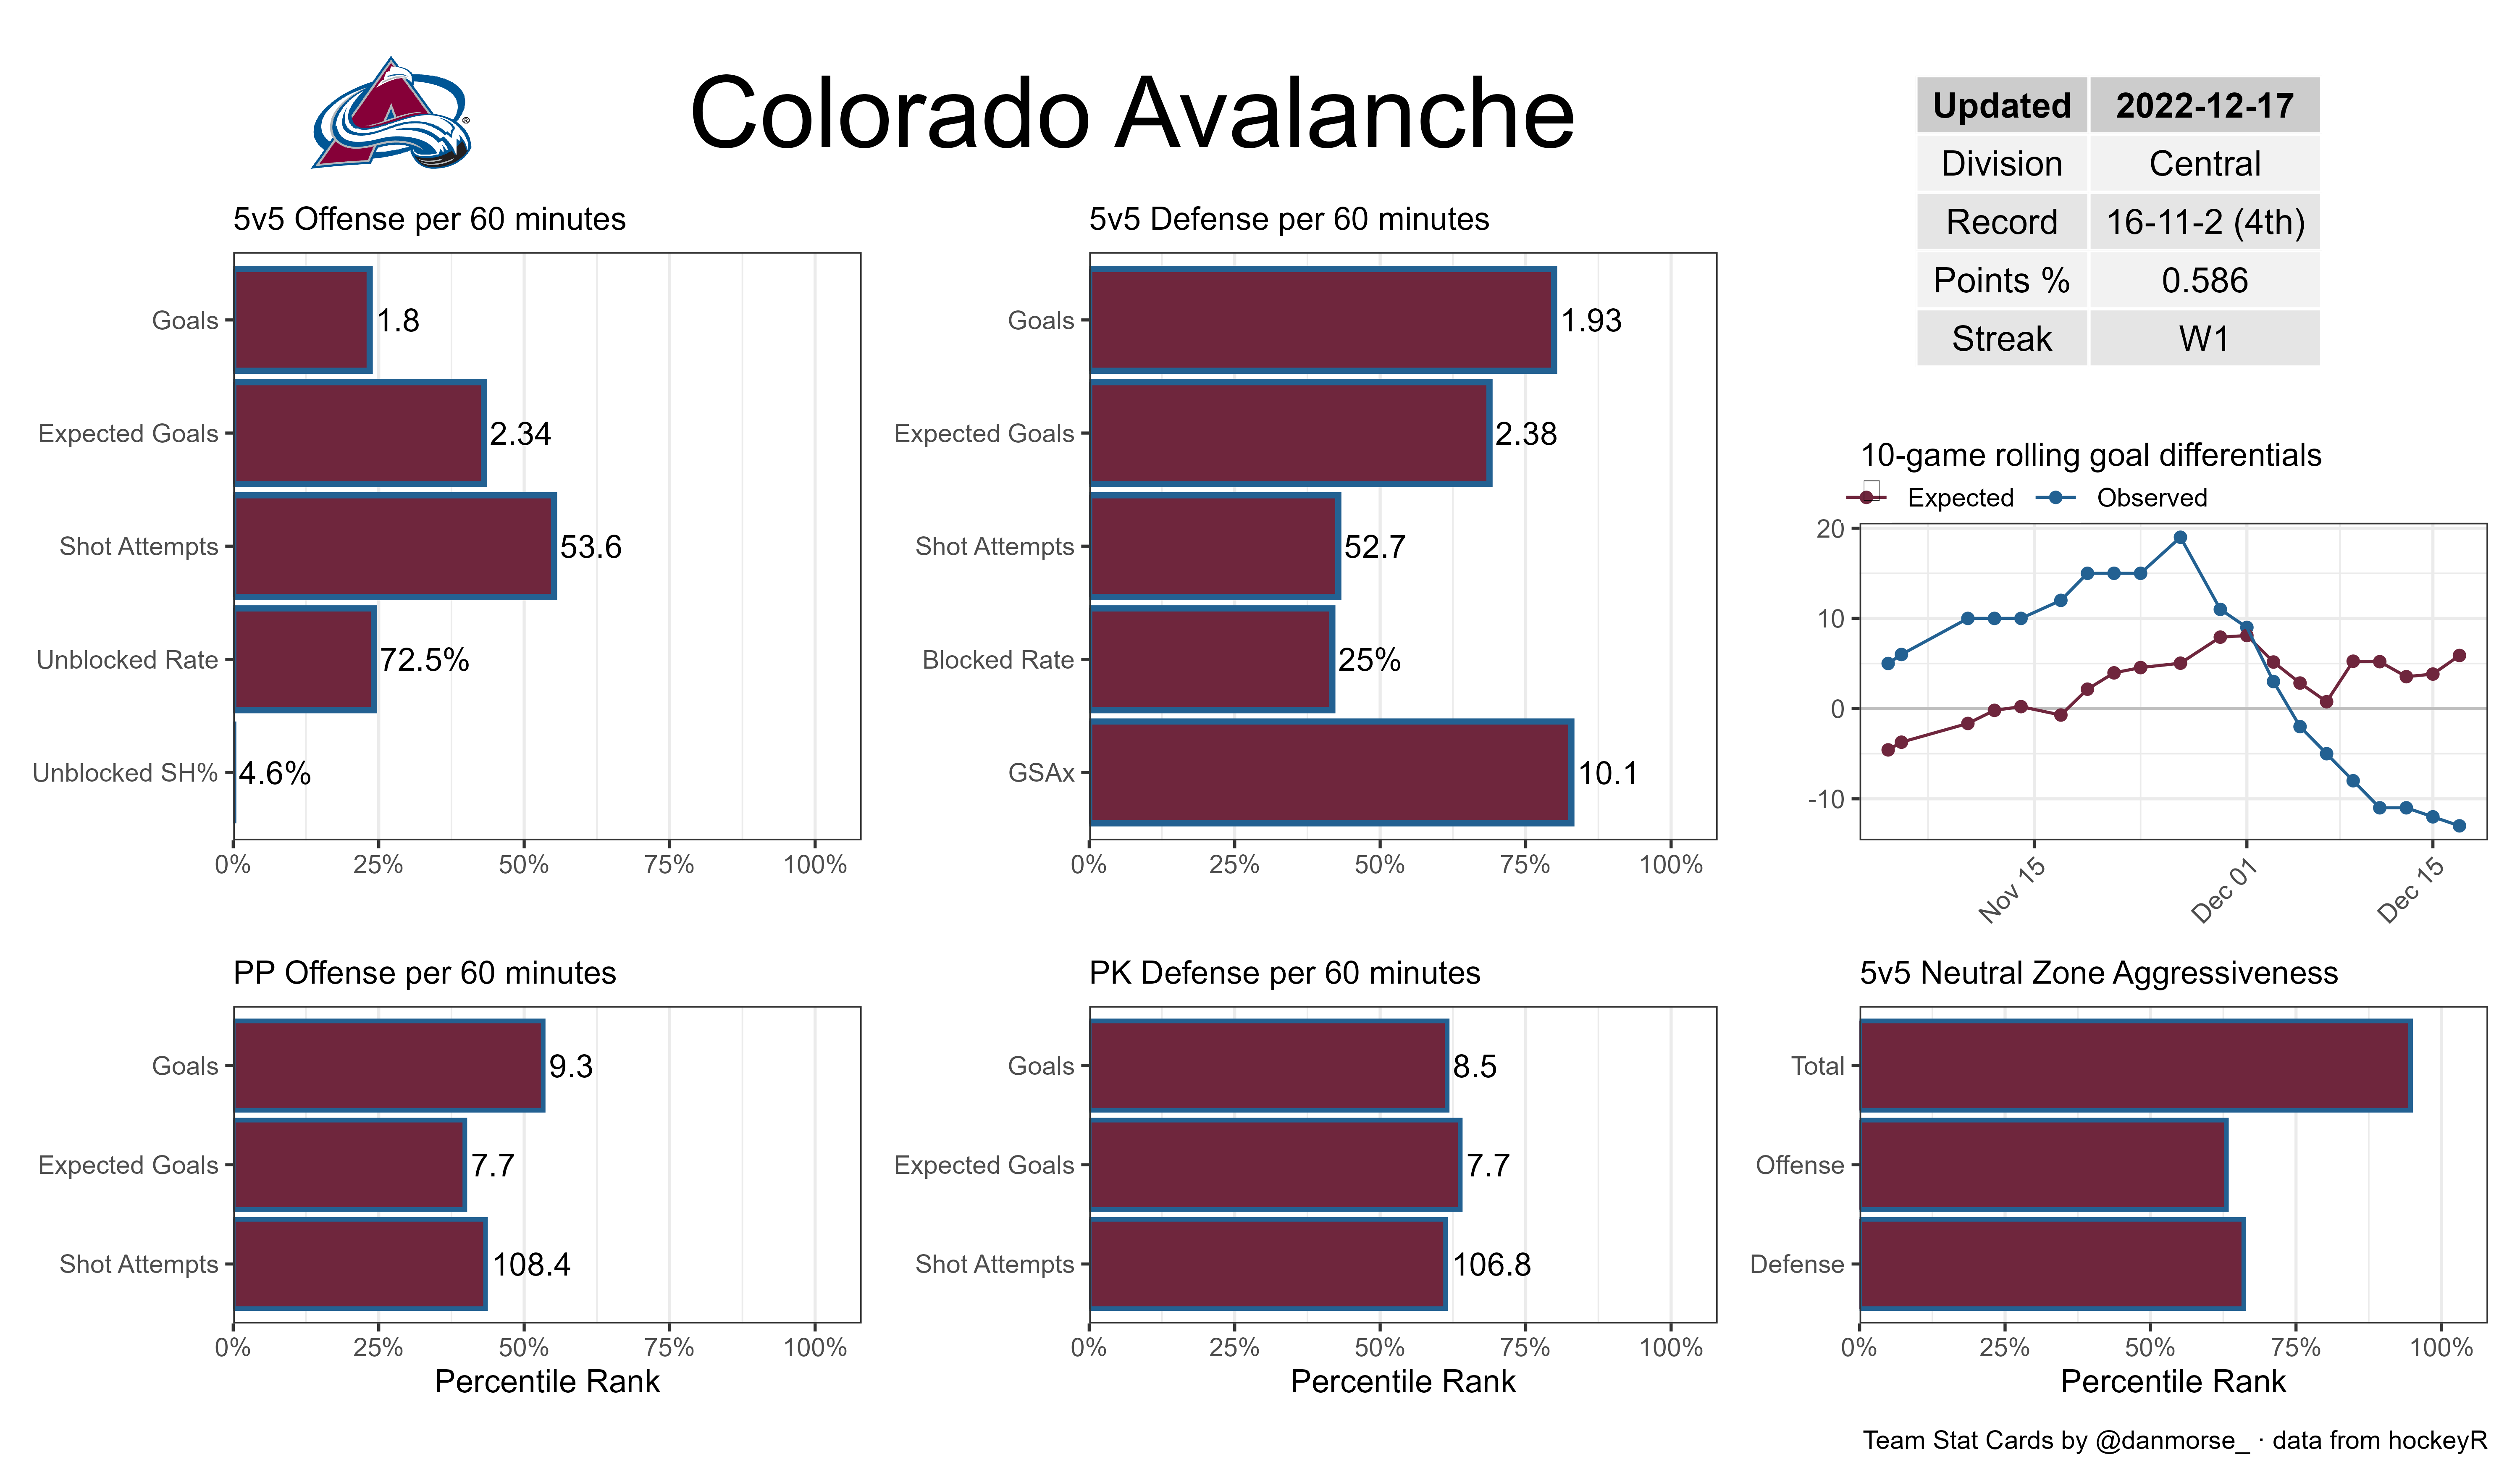 Colorado Avalanche
®
Updated 2022-12-17
Division Central
Record 16-11-2 (4th)
Points % 0.586
Streak W1
5v5 Offense per 60 minutes
Goals 1.8
Expected Goals 2.34
Shot Attempts 53.6
Unblocked Rate 72.5%
Unblocked SH% 4.6%
0% 25% 50% 75% 100%
5v5 Defense per 60 minutes
Goals 1.93
Expected Goals 2.38
Shot Attempts 52.7
Blocked Rate 25%
GSAx 10.1
0% 25% 50% 75% 100%
10-game rolling goal differentials
Expected Observed
20
10
0
-10
Nov 15 Dec 01 Dec 15
PP Offense per 60 minutes
Goals 9.3
Expected Goals 7.7
Shot Attempts 108.4
0% 25% 50% 75% 100%
Percentile Rank
PK Defense per 60 minutes
Goals 8.5
Expected Goals 7.7
Shot Attempts 106.8
0% 25% 50% 75% 100%
Percentile Rank
5v5 Neutral Zone Aggressiveness
Total
Offense
Defense
0% 25% 50% 75% 100%
Percentile Rank
Team Stat Cards by @danmorse_ · data from hockeyR